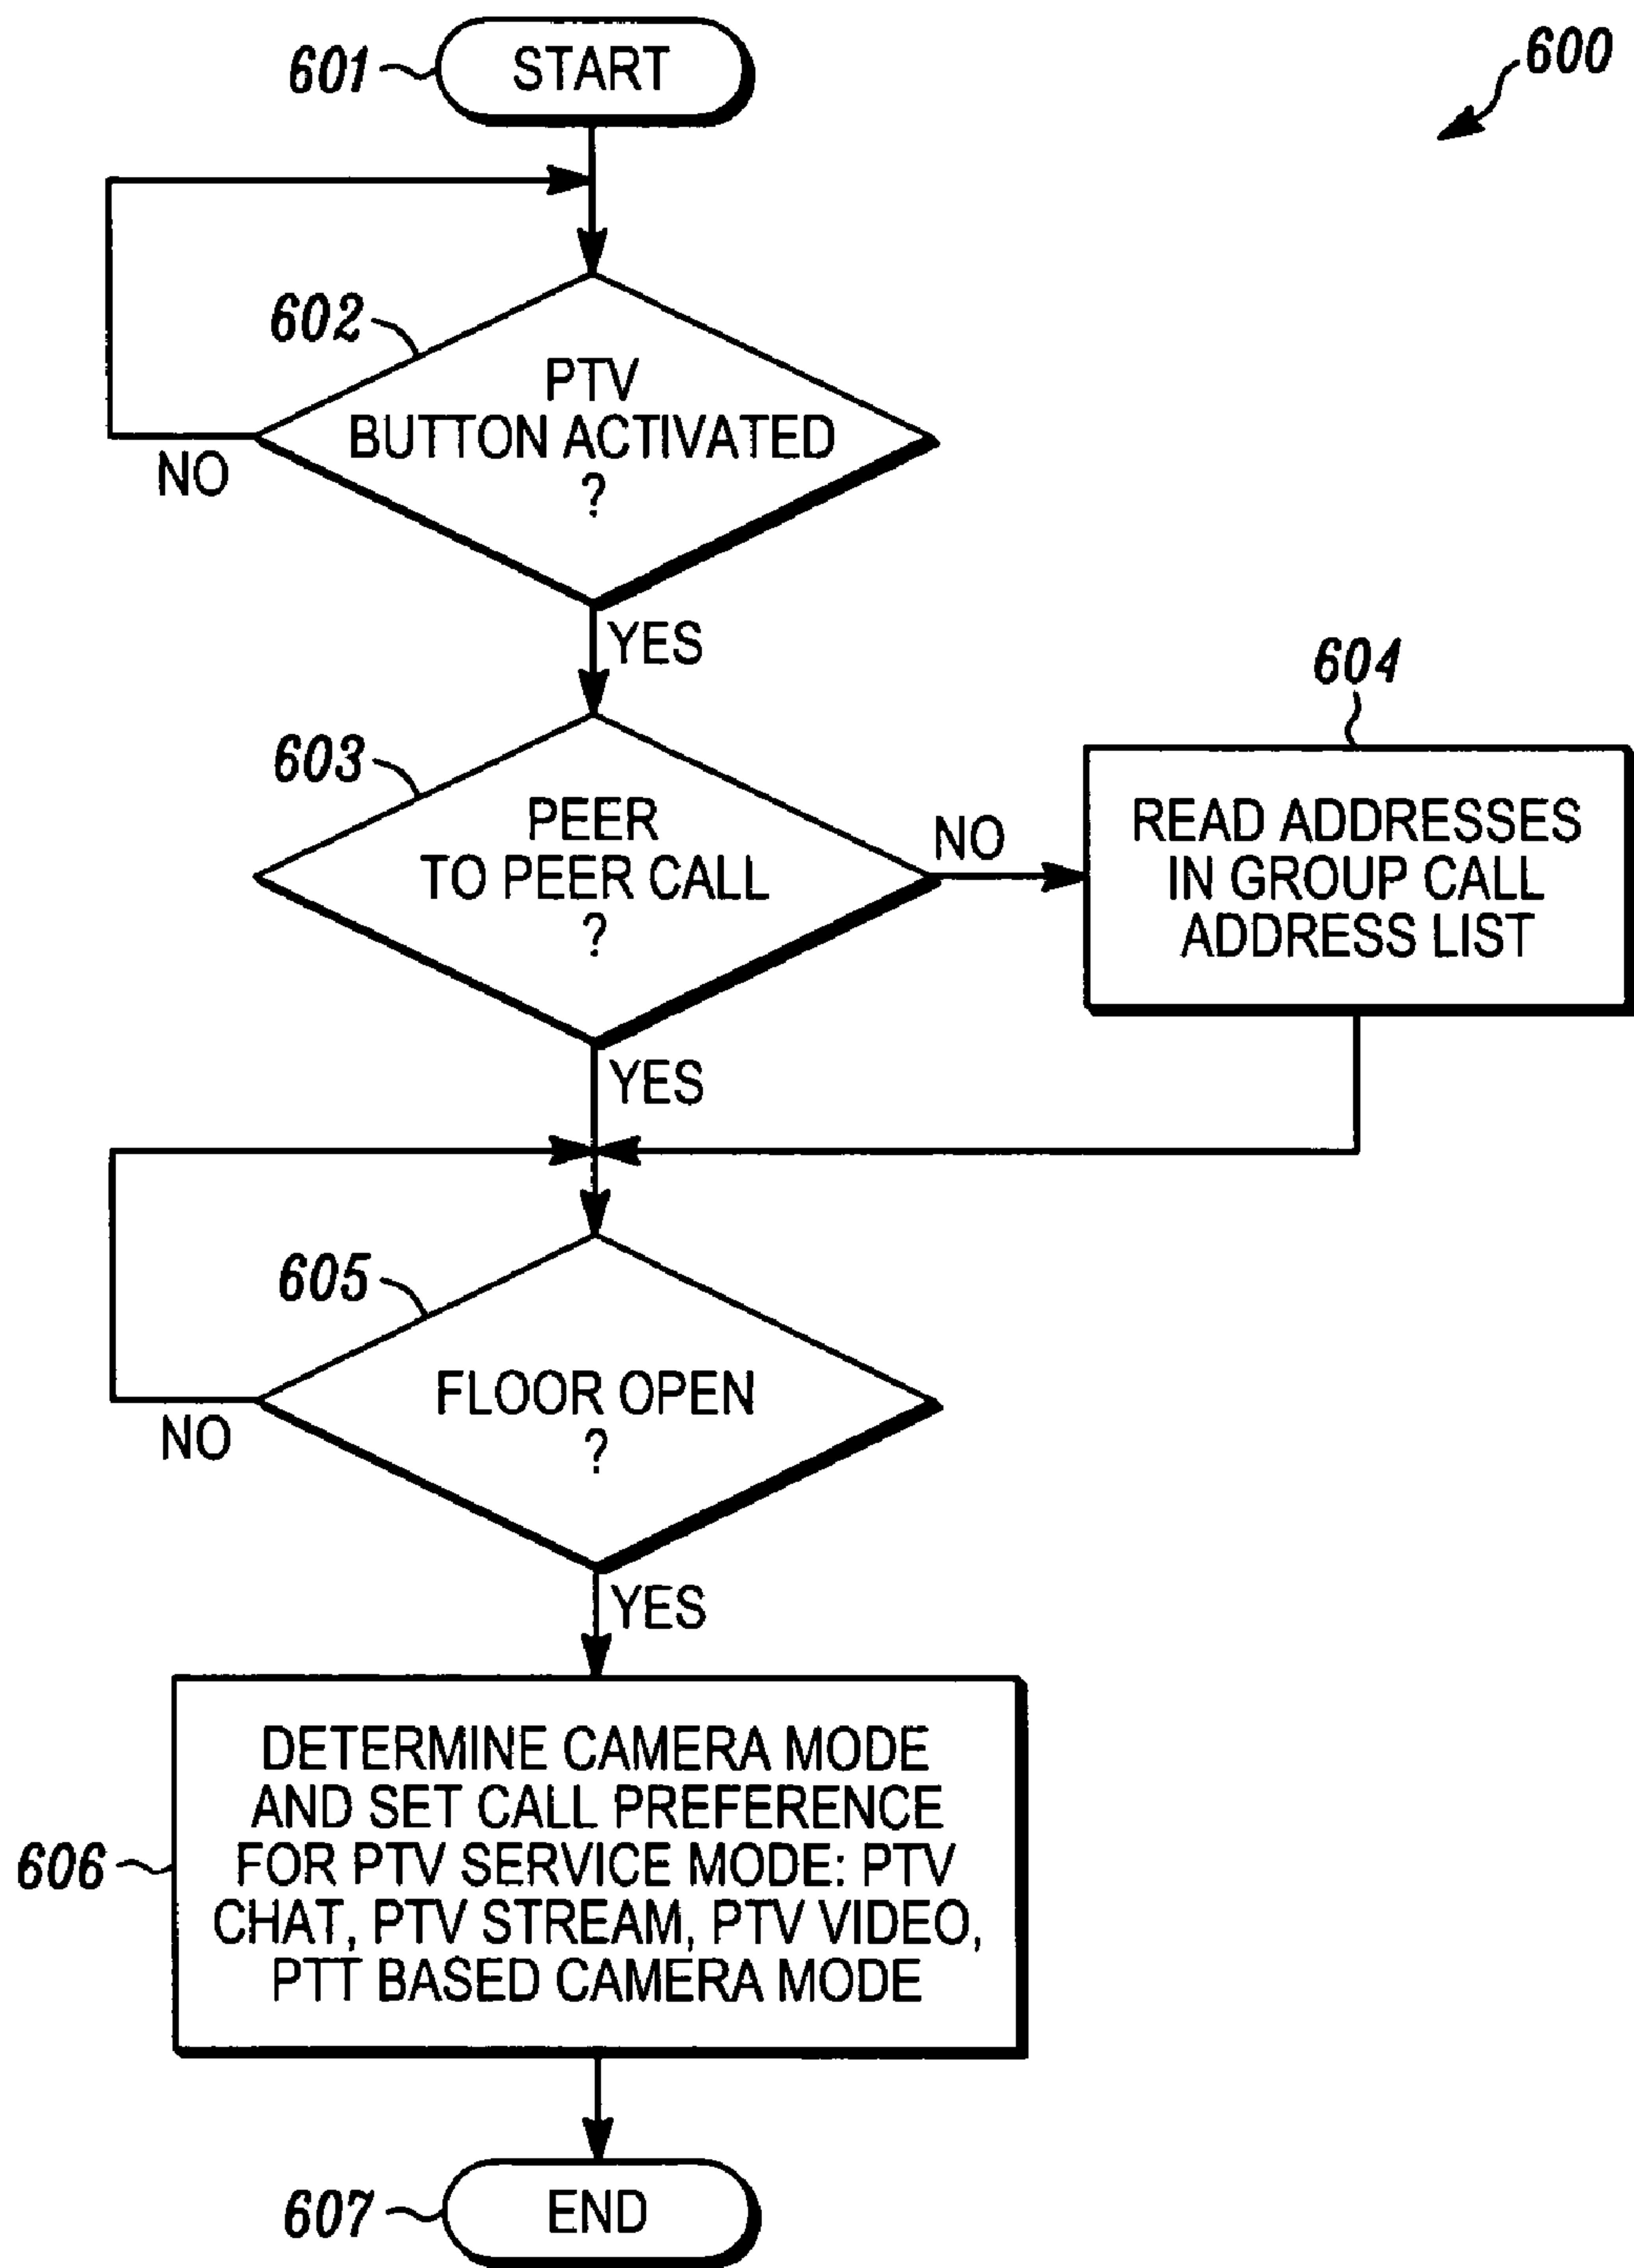 601
START
600
602
PTV
BUTTON ACTIVATED
?
NO
YES
603
PEER
TO PEER CALL
?
NO
604
READ ADDRESSES
IN GROUP CALL
ADDRESS LIST
YES
605
FLOOR OPEN
?
NO
YES
606
DETERMINE CAMERA MODE
AND SET CALL PREFERENCE
FOR PTV SERVICE MODE: PTV
CHAT, PTV STREAM, PTV VIDEO,
PTT BASED CAMERA MODE
607
END